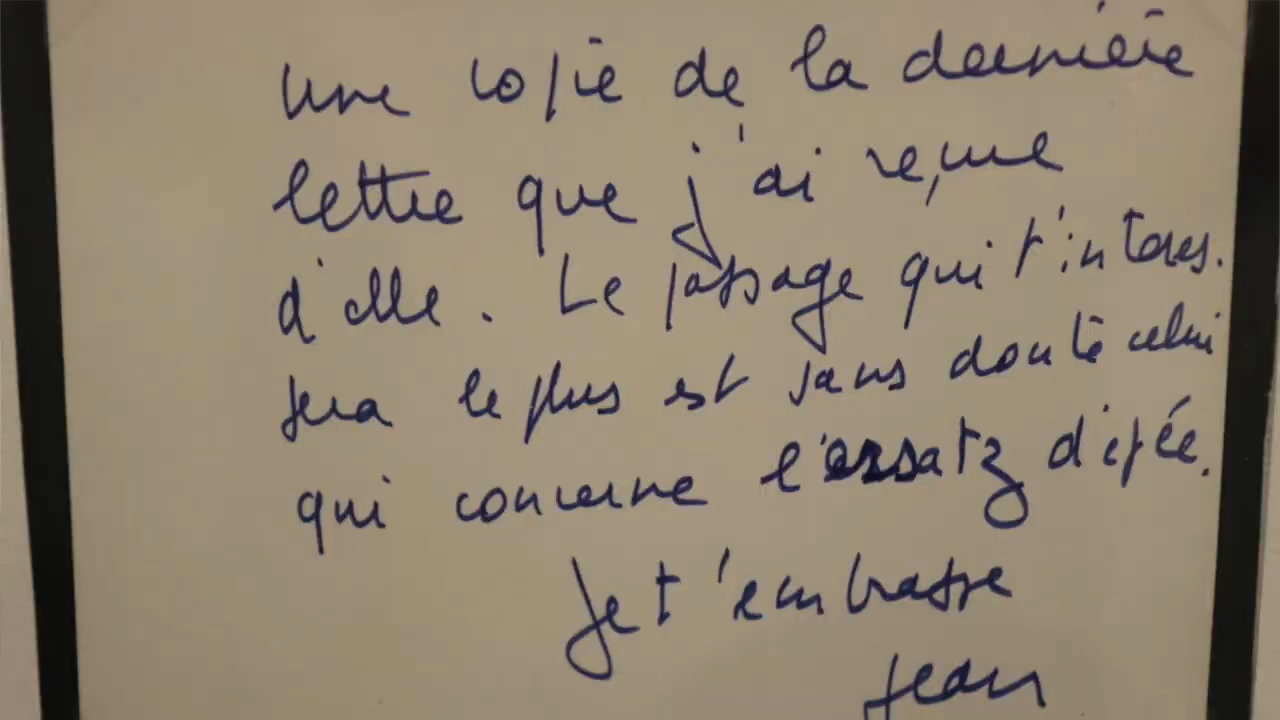 une copie de la dernière
lettre que j'ai reçue
d'elle. Le passage qui t'intéres.
sera le plus est sans doute celui
qui concerne l'ersatz d'épée.
Je t'embrasse
Jean